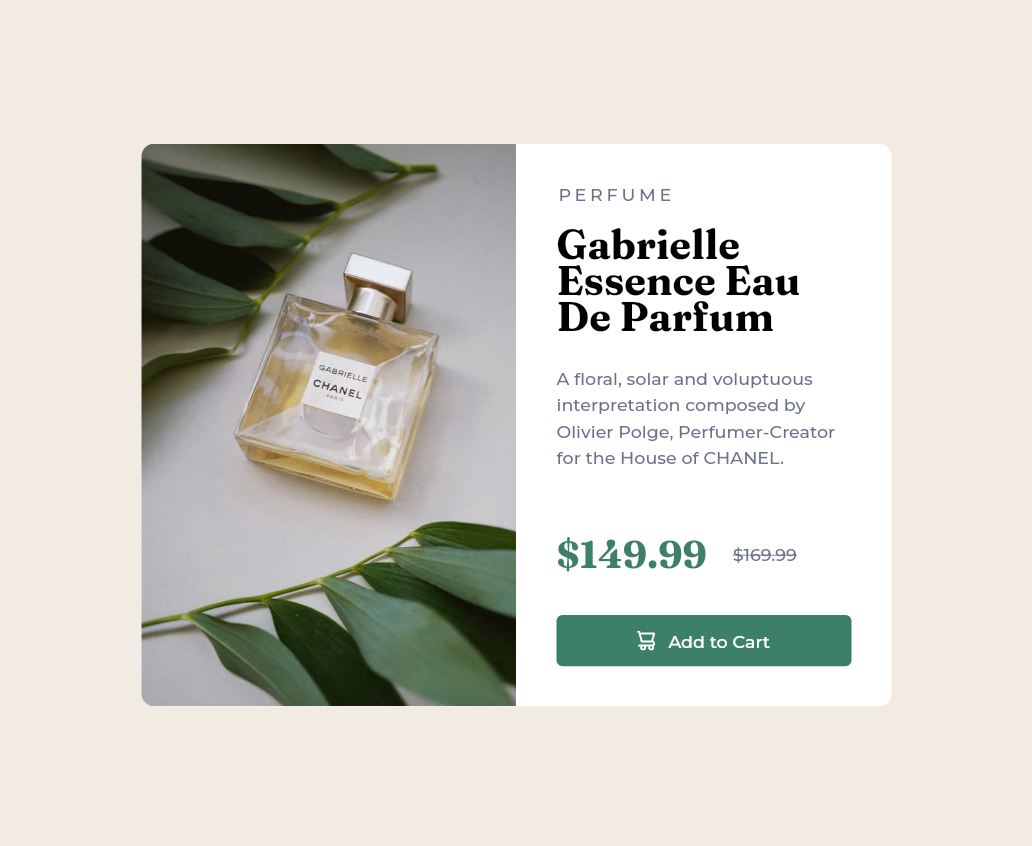 GABRIELLE
CHANEL
PARIS
PERFUME
Gabrielle
Essence Eau
De Parfum
A floral, solar and voluptuous
interpretation composed by
Olivier Polge, Perfumer-Creator
for the House of CHANEL.
$149.99 $169.99
Add to Cart